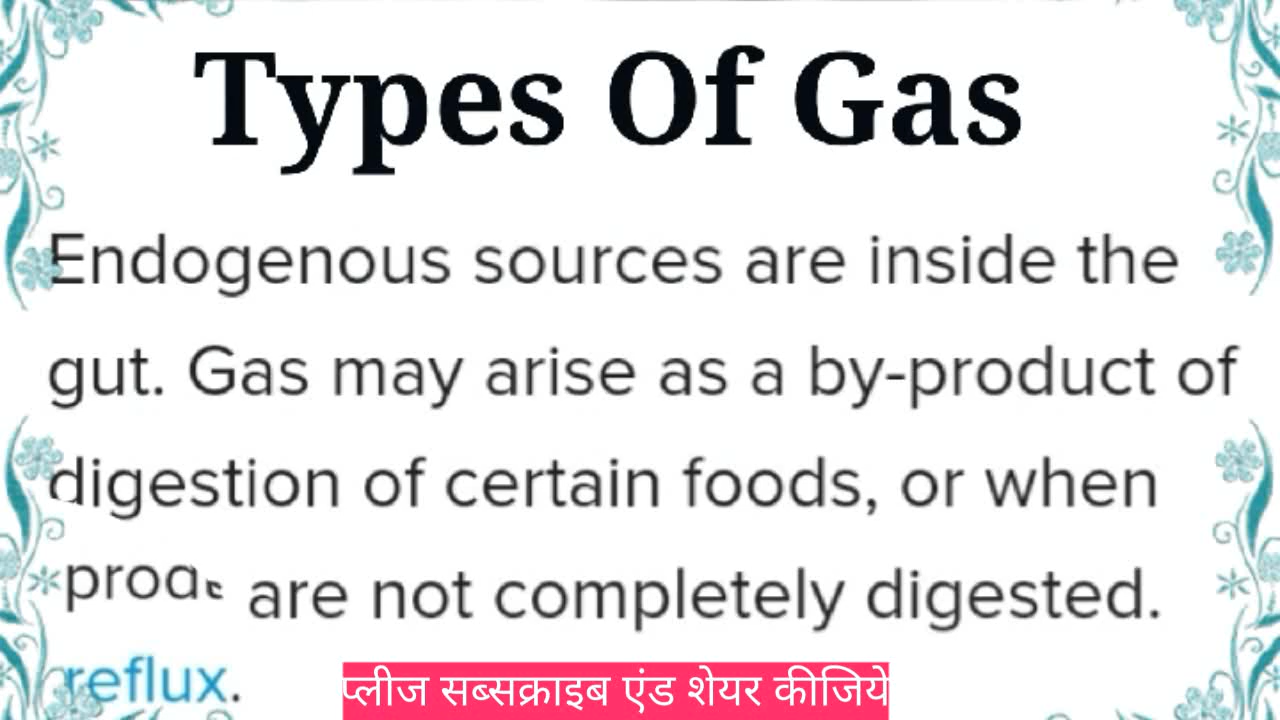 Types Of Gas
Endogenous sources are inside the
gut. Gas may arise as a by-product of
digestion of certain foods, or when
are not completely digested.
reflux.
प्लीज सब्सक्राइब एंड शेयर कीजिये